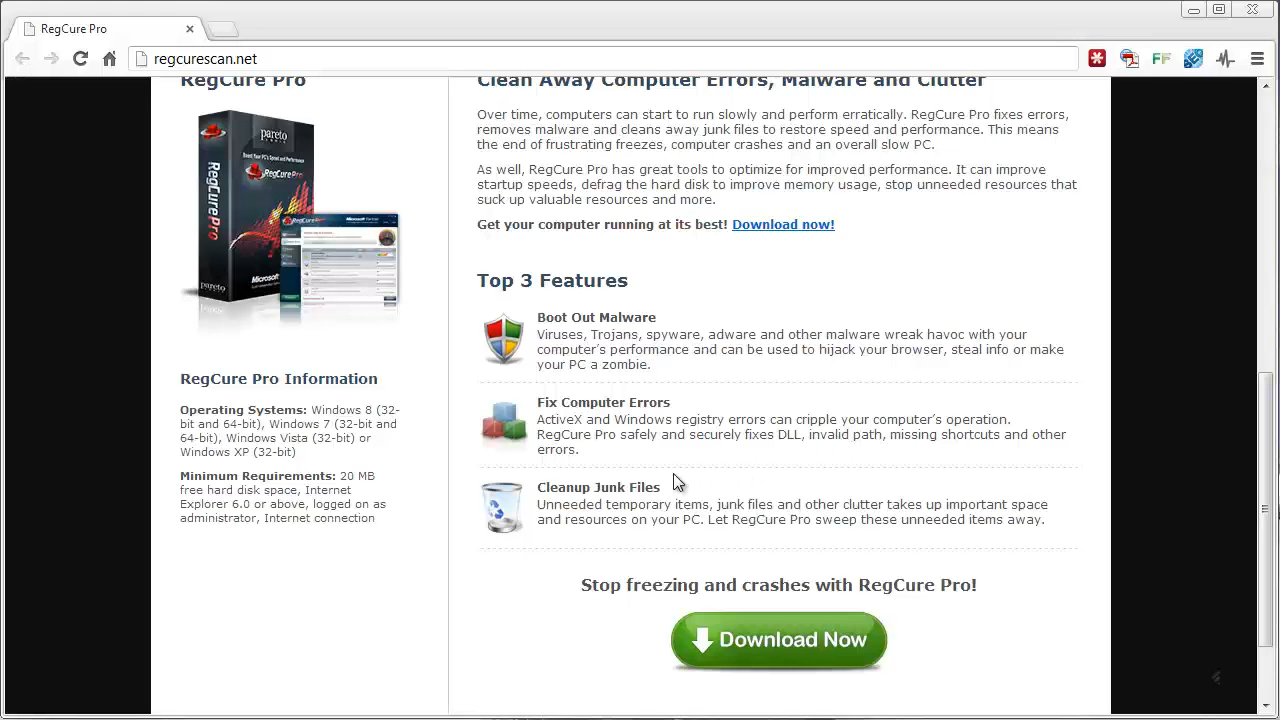 RegCure Pro
regcurescan.net
RegCure Pro
pareto
RegCurePro
RegCurePro
Microsoft
pareto
RegCure Pro Information
Operating Systems: Windows 8 (32-
bit and 64-bit), Windows 7 (32-bit and
64-bit), Windows Vista (32-bit) or
Windows XP (32-bit)
Minimum Requirements: 20 MB
free hard disk space, Internet
Explorer 6.0 or above, logged on as
administrator, Internet connection
Clean Away Computer Errors, Malware and Clutter
Over time, computers can start to run slowly and perform erratically. RegCure Pro fixes errors,
removes malware and cleans away junk files to restore speed and performance. This means
the end of frustrating freezes, computer crashes and an overall slow PC.
As well, RegCure Pro has great tools to optimize for improved performance. It can improve
startup speeds, defrag the hard disk to improve memory usage, stop unneeded resources that
suck up valuable resources and more.
Get your computer running at its best! Download now!
Top 3 Features
Boot Out Malware
Viruses, Trojans, spyware, adware and other malware wreak havoc with your
computer's performance and can be used to hijack your browser, steal info or make
your PC a zombie.
Fix Computer Errors
ActiveX and Windows registry errors can cripple your computer's operation.
RegCure Pro safely and securely fixes DLL, invalid path, missing shortcuts and other
errors.
Cleanup Junk Files
Unneeded temporary items, junk files and other clutter takes up important space
and resources on your PC. Let RegCure Pro sweep these unneeded items away.
Stop freezing and crashes with RegCure Pro!
Download Now